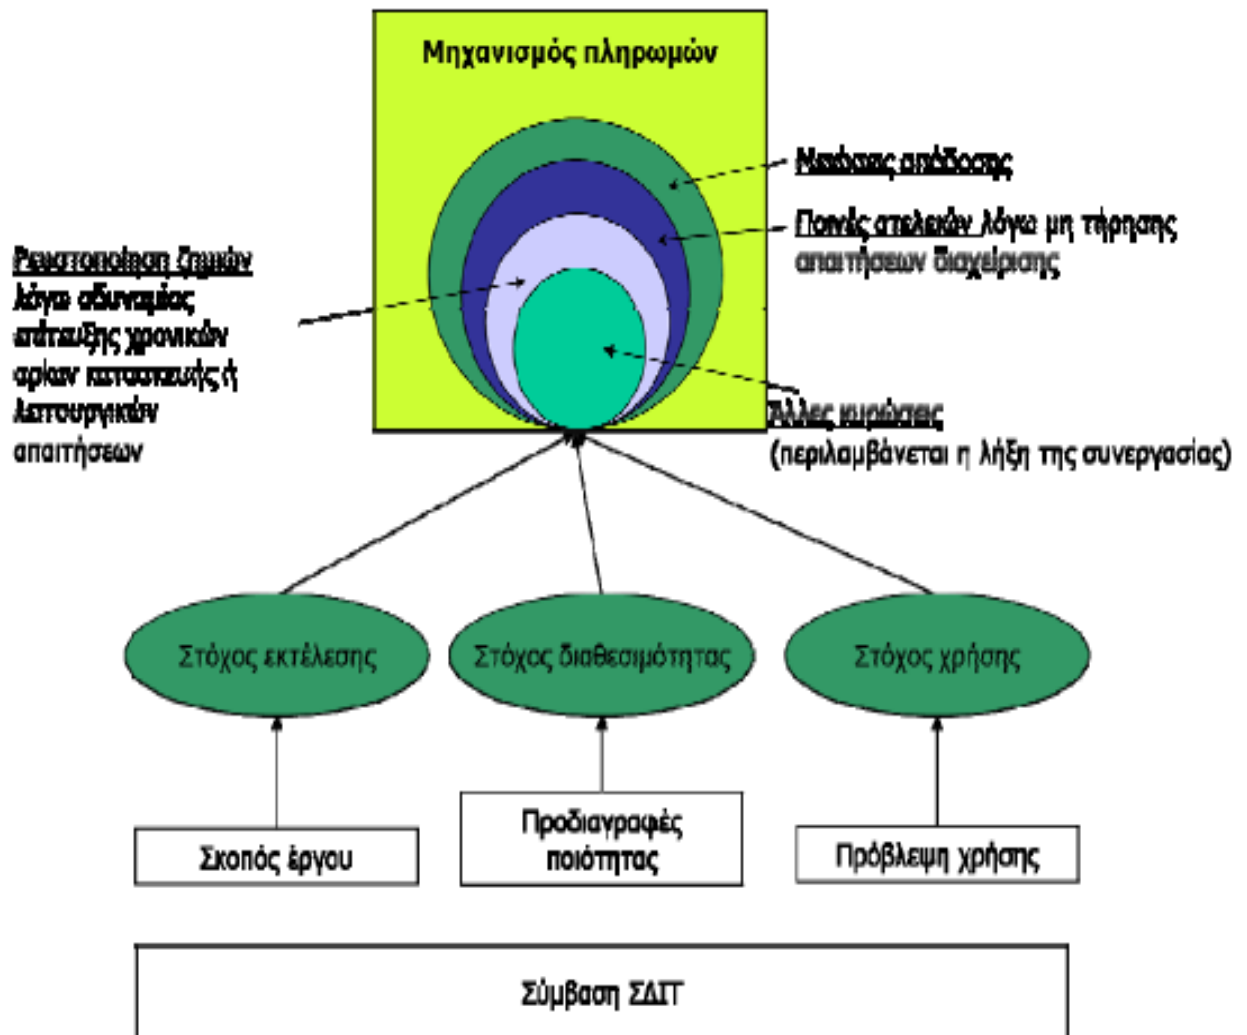 Μηχανισμός πληρωμών
Μειώσεις απόδοσης
Ποινές ατελειών λόγω μη τήρησης
απαιτήσεων διαχείρισης
Ρευστοποίηση ζημιών
λόγω αδυναμίας
επίτευξης χρονικών
ορίων κατασκευής ή
λειτουργικών
απαιτήσεων
Άλλες κυρώσεις
(περιλαμβάνεται η λήξη της συνεργασίας)
Στόχος εκτέλεσης
Στόχος διαθεσιμότητας
Στόχος χρήσης
Σκοπός έργου
Προδιαγραφές
ποιότητας
Πρόβλεψη χρήσης
Σύμβαση ΣΔΙΤ